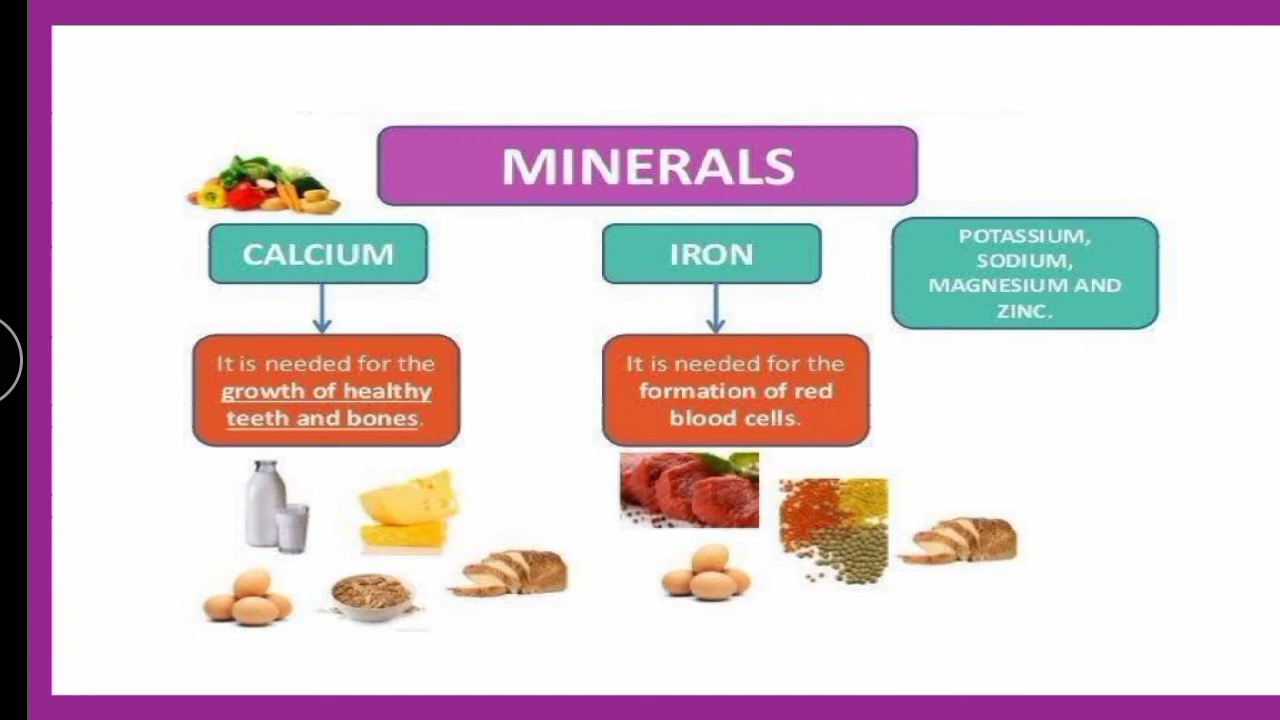 MINERALS
CALCIUM
IRON
POTASSIUM,
SODIUM,
MAGNESIUM AND
ZINC.
It is needed for the
growth of healthy
teeth and bones.
It is needed for the
formation of red
blood cells.